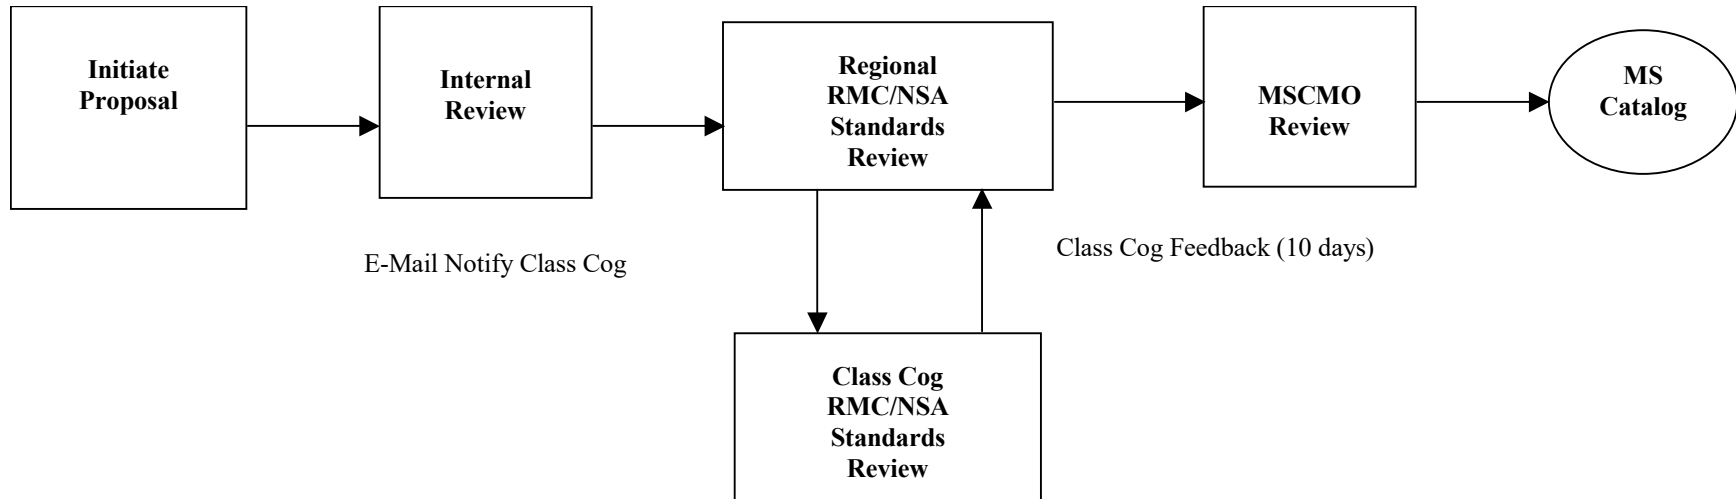 Initiate
Proposal
Internal
Review
Regional
RMC/NSA
Standards
Review
MSCMO
Review
MS
Catalog
E-Mail Notify Class Cog
Class Cog Feedback (10 days)
Class Cog
RMC/NSA
Standards
Review